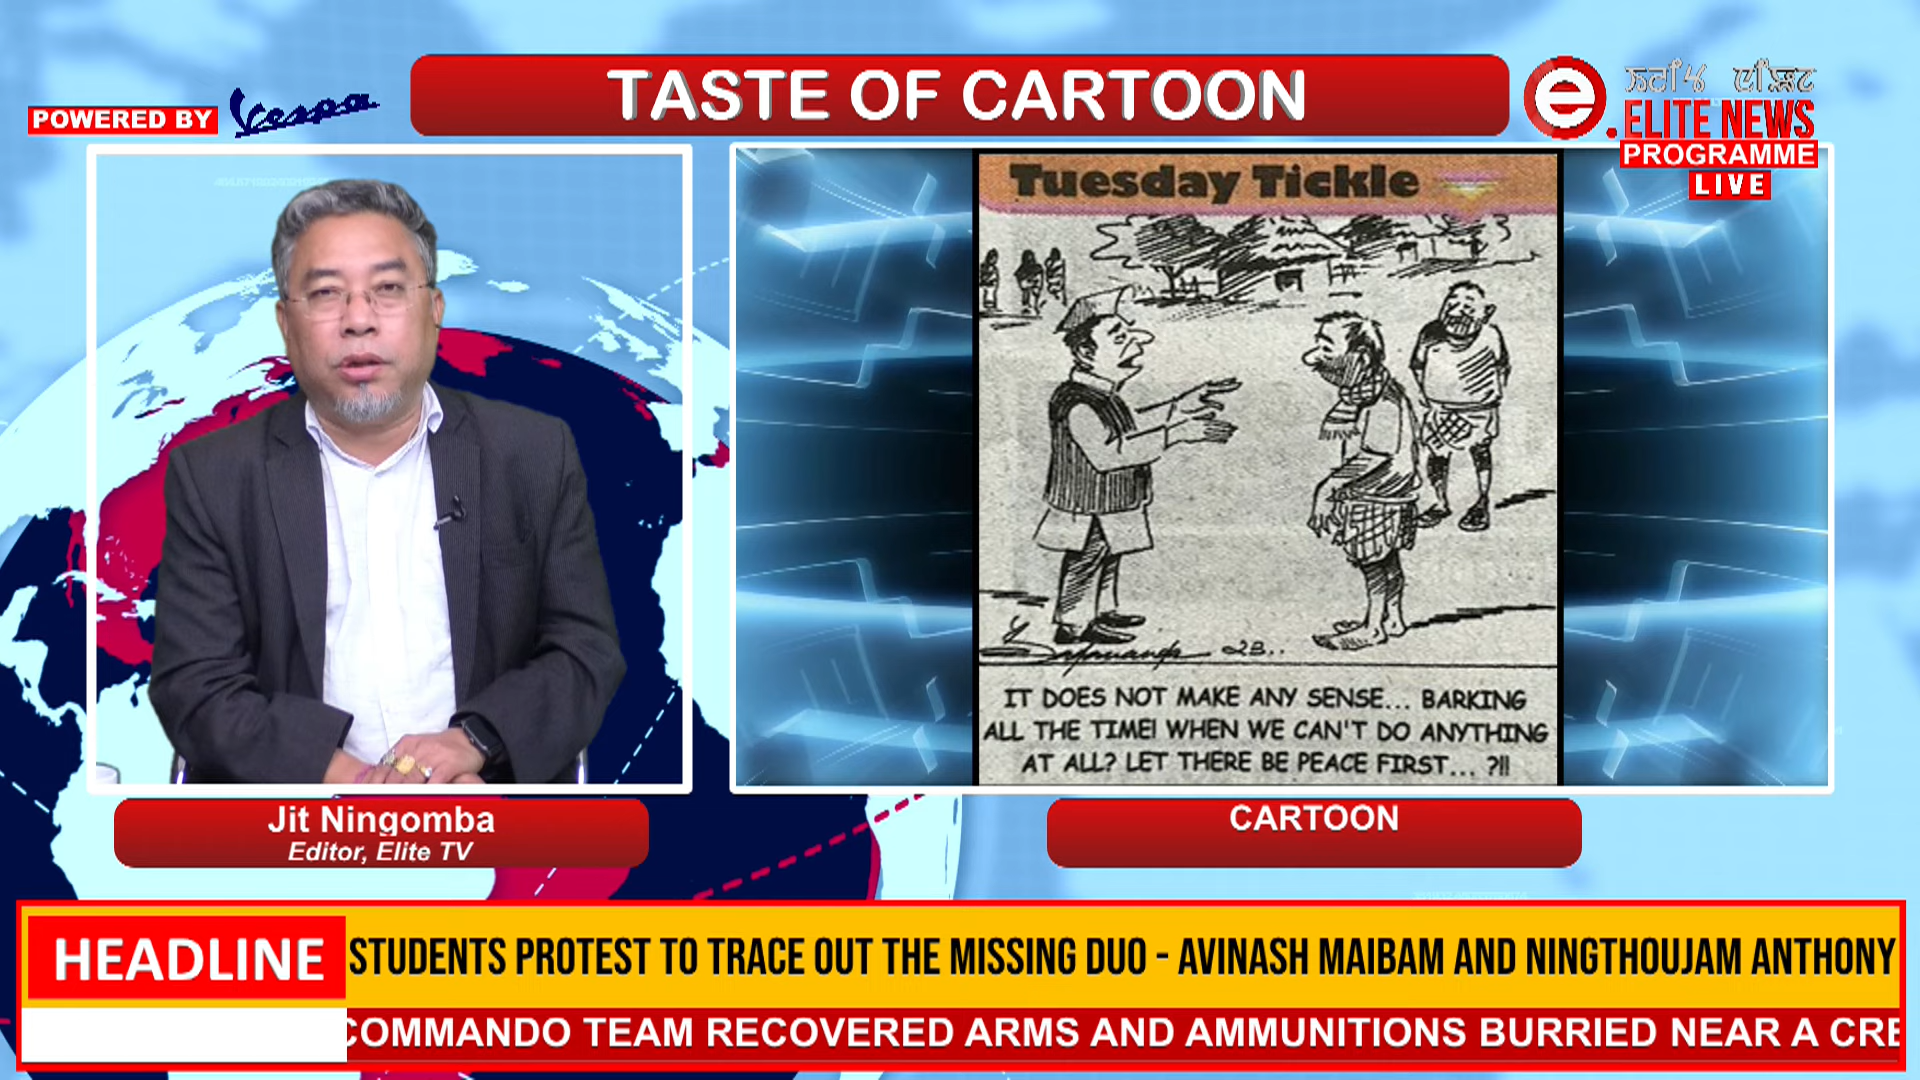 TASTE OF CARTOON
POWERED BY Vespa
e.
ELITE NEWS
PROGRAMME
LIVE
Tuesday Tickle
IT DOES NOT MAKE ANY SENSE... BARKING
ALL THE TIME! WHEN WE CAN'T DO ANYTHING
AT ALL? LET THERE BE PEACE FIRST... ?!!
Jit Ningomba
Editor, Elite TV
CARTOON
HEADLINE
STUDENTS PROTEST TO TRACE OUT THE MISSING DUO - AVINASH MAIBAM AND NINGTHOUJAM ANTHONY
COMMANDO TEAM RECOVERED ARMS AND AMMUNITIONS BURRIED NEAR A CRE